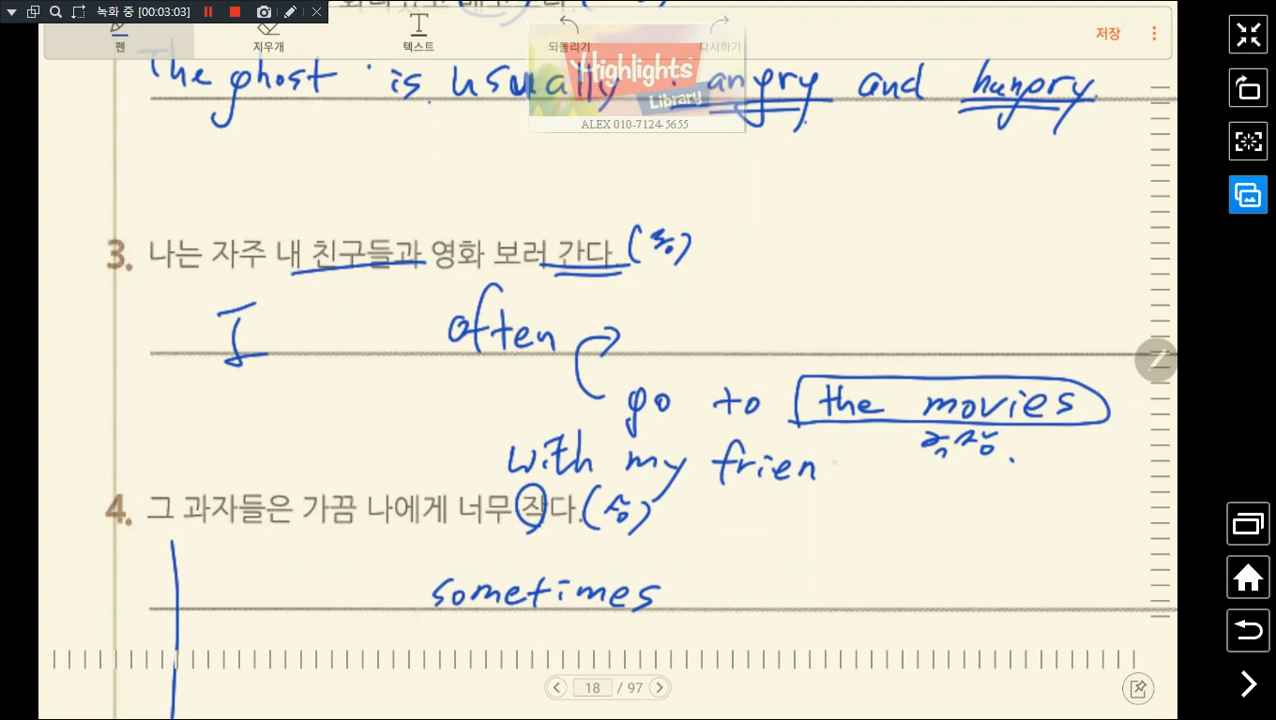 녹화 중 [00:03:03]
펜 지우개 텍스트 되돌리기 다시하기 저장
Highlights
Library
ALEX 010-7124-5655
The ghost is usually angry and hungry.
3. 나는 자주 내 친구들과 영화 보러 간다. (동)
I often
go to the movies
with my frien
4. 그 과자들은 가끔 나에게 너무 작다. (상)
sometimes
18 / 97